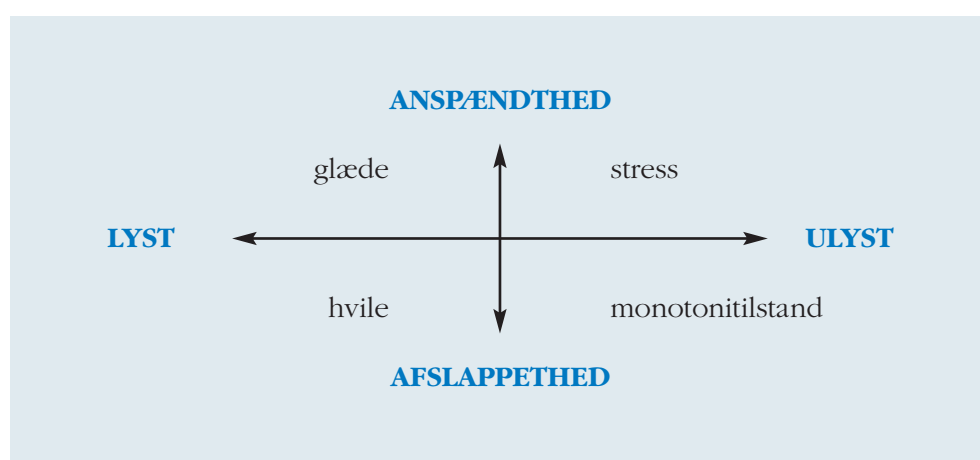 ANSPÆNDTHED
glæde stress
LYST ULYST
hvile monotonitilstand
AFSLAPPETHED